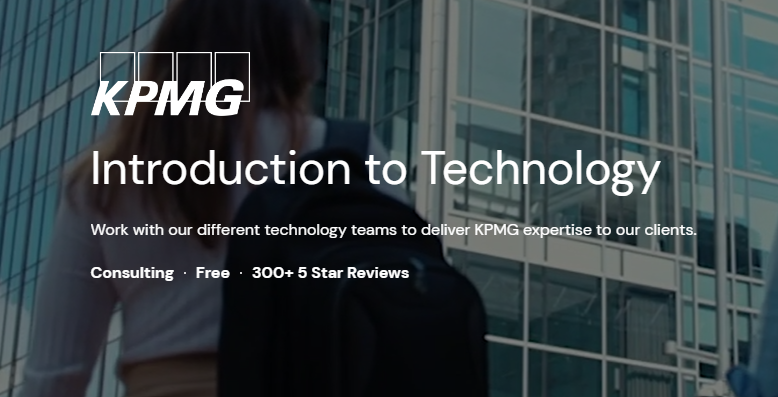 KPMG
Introduction to Technology
Work with our different technology teams to deliver KPMG expertise to our clients.
Consulting · Free · 300+ 5 Star Reviews